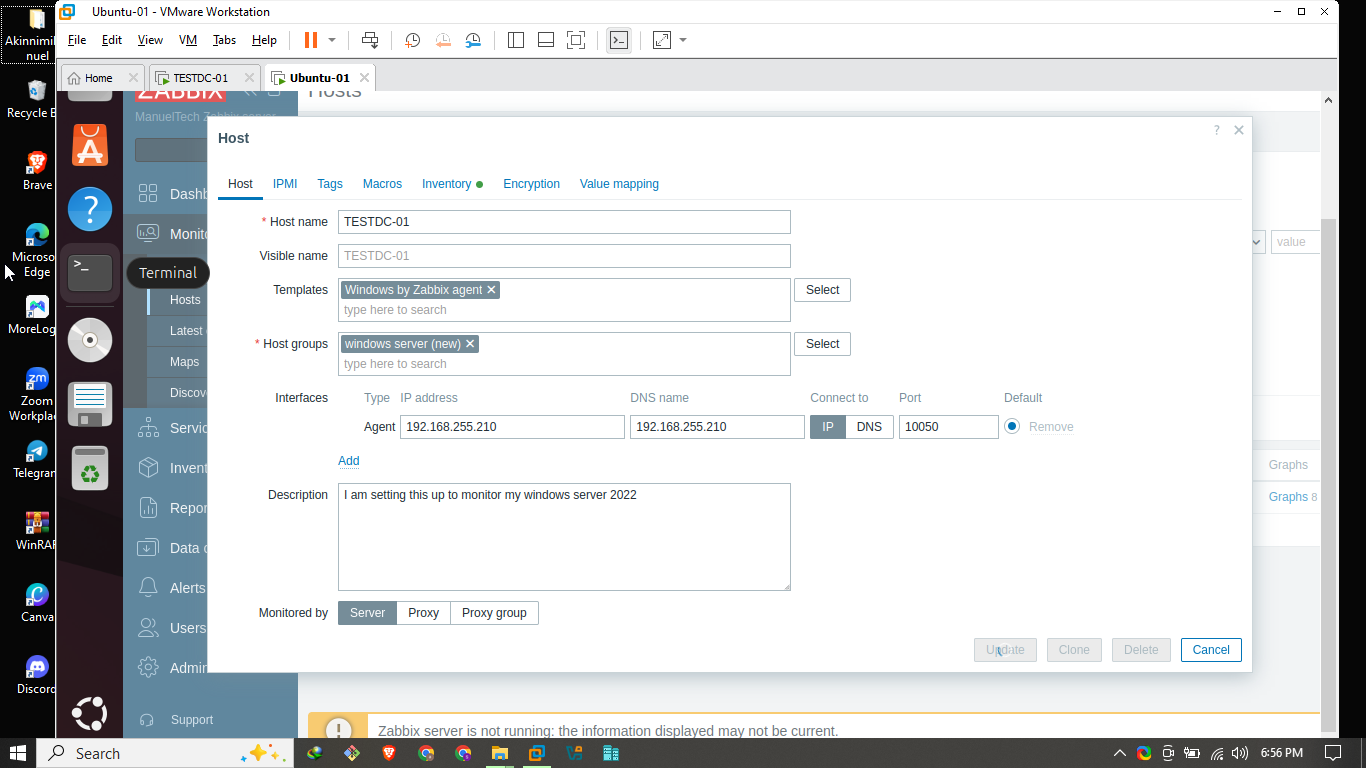 Ubuntu-01 - VMware Workstation
File Edit View VM Tabs Help
Home TESTDC-01 Ubuntu-01
Akinnimi
nuel
Recycle B
Brave
Microso
Edge
MoreLog
Zoom
Workplac
Telegran
WinRAF
Canva
Discord
Terminal
ZABBIX
ManuelTech Zabbix server
Dashb
Monito
Hosts
Latest
Maps
Discov
Servic
Invent
Repor
Data c
Alerts
Users
Admin
Support
Hosts
Host
?
Host IPMI Tags Macros Inventory Encryption Value mapping
* Host name TESTDC-01
Visible name TESTDC-01
Templates Windows by Zabbix agent Select
type here to search
* Host groups windows server (new) Select
type here to search
Interfaces Type IP address DNS name Connect to Port Default
Agent 192.168.255.210 192.168.255.210 IP DNS 10050 Remove
Add
Description I am setting this up to monitor my windows server 2022
Monitored by Server Proxy Proxy group
Update Clone Delete Cancel
value
Graphs
Graphs 8
Zabbix server is not running: the information displayed may not be current.
Search
6:56 PM